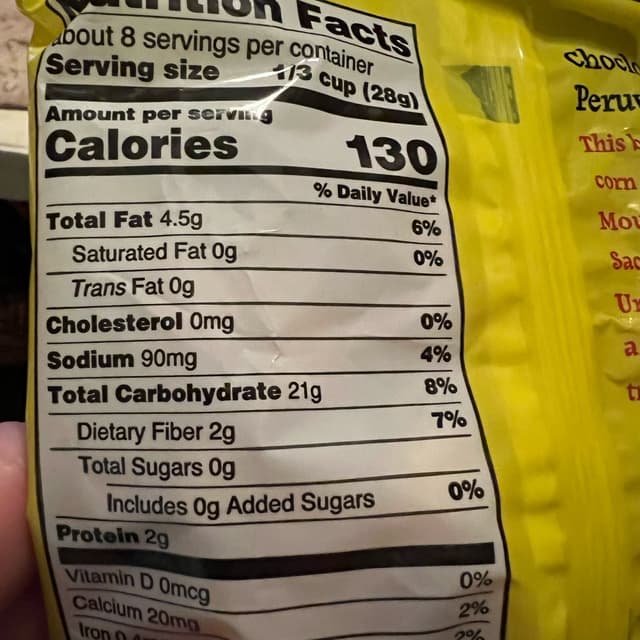 Nutrition Facts
about 8 servings per container
Serving size 1/3 cup (28g)
Amount per serving
Calories 130
% Daily Value*
Total Fat 4.5g 6%
Saturated Fat 0g 0%
Trans Fat 0g
Cholesterol 0mg 0%
Sodium 90mg 4%
Total Carbohydrate 21g 8%
Dietary Fiber 2g 7%
Total Sugars 0g
Includes 0g Added Sugars 0%
Protein 2g
Vitamin D 0mcg 0%
Calcium 20mg 2%
Iron 2%
Peru
This
corn
a